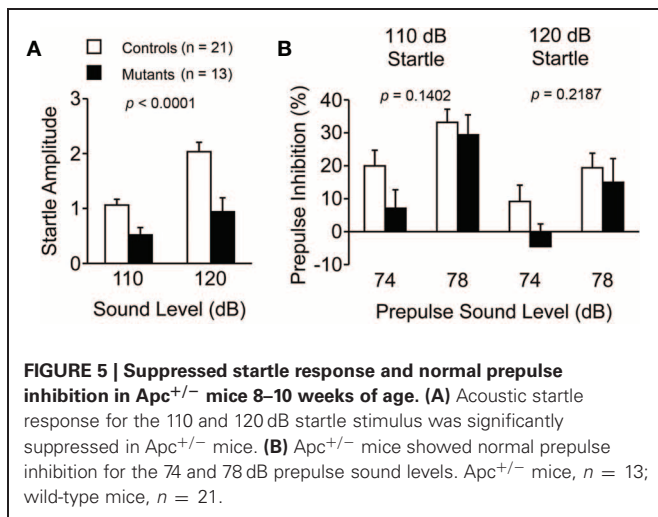 A
Controls (n = 21)
Mutants (n = 13)
p < 0.0001
3
2
1
0
Startle Amplitude
110 120
Sound Level (dB)
B
110 dB 120 dB
Startle Startle
p = 0.1402 p = 0.2187
40
30
20
10
0
-10
Prepulse Inhibition (%)
74 78 74 78
Prepulse Sound Level (dB)
FIGURE 5 | Suppressed startle response and normal prepulse
inhibition in Apc+/− mice 8–10 weeks of age. (A) Acoustic startle
response for the 110 and 120 dB startle stimulus was significantly
suppressed in Apc+/− mice. (B) Apc+/− mice showed normal prepulse
inhibition for the 74 and 78 dB prepulse sound levels. Apc+/− mice, n = 13;
wild-type mice, n = 21.